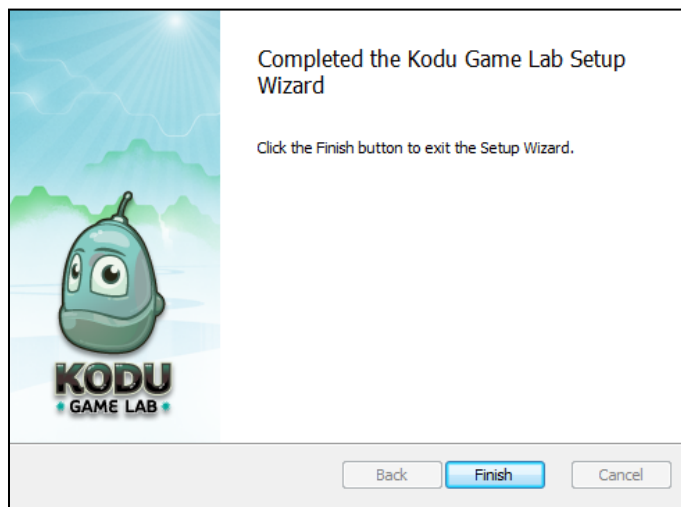 Completed the Kodu Game Lab Setup
Wizard
Click the Finish button to exit the Setup Wizard.
KODU
GAME LAB
Back Finish Cancel